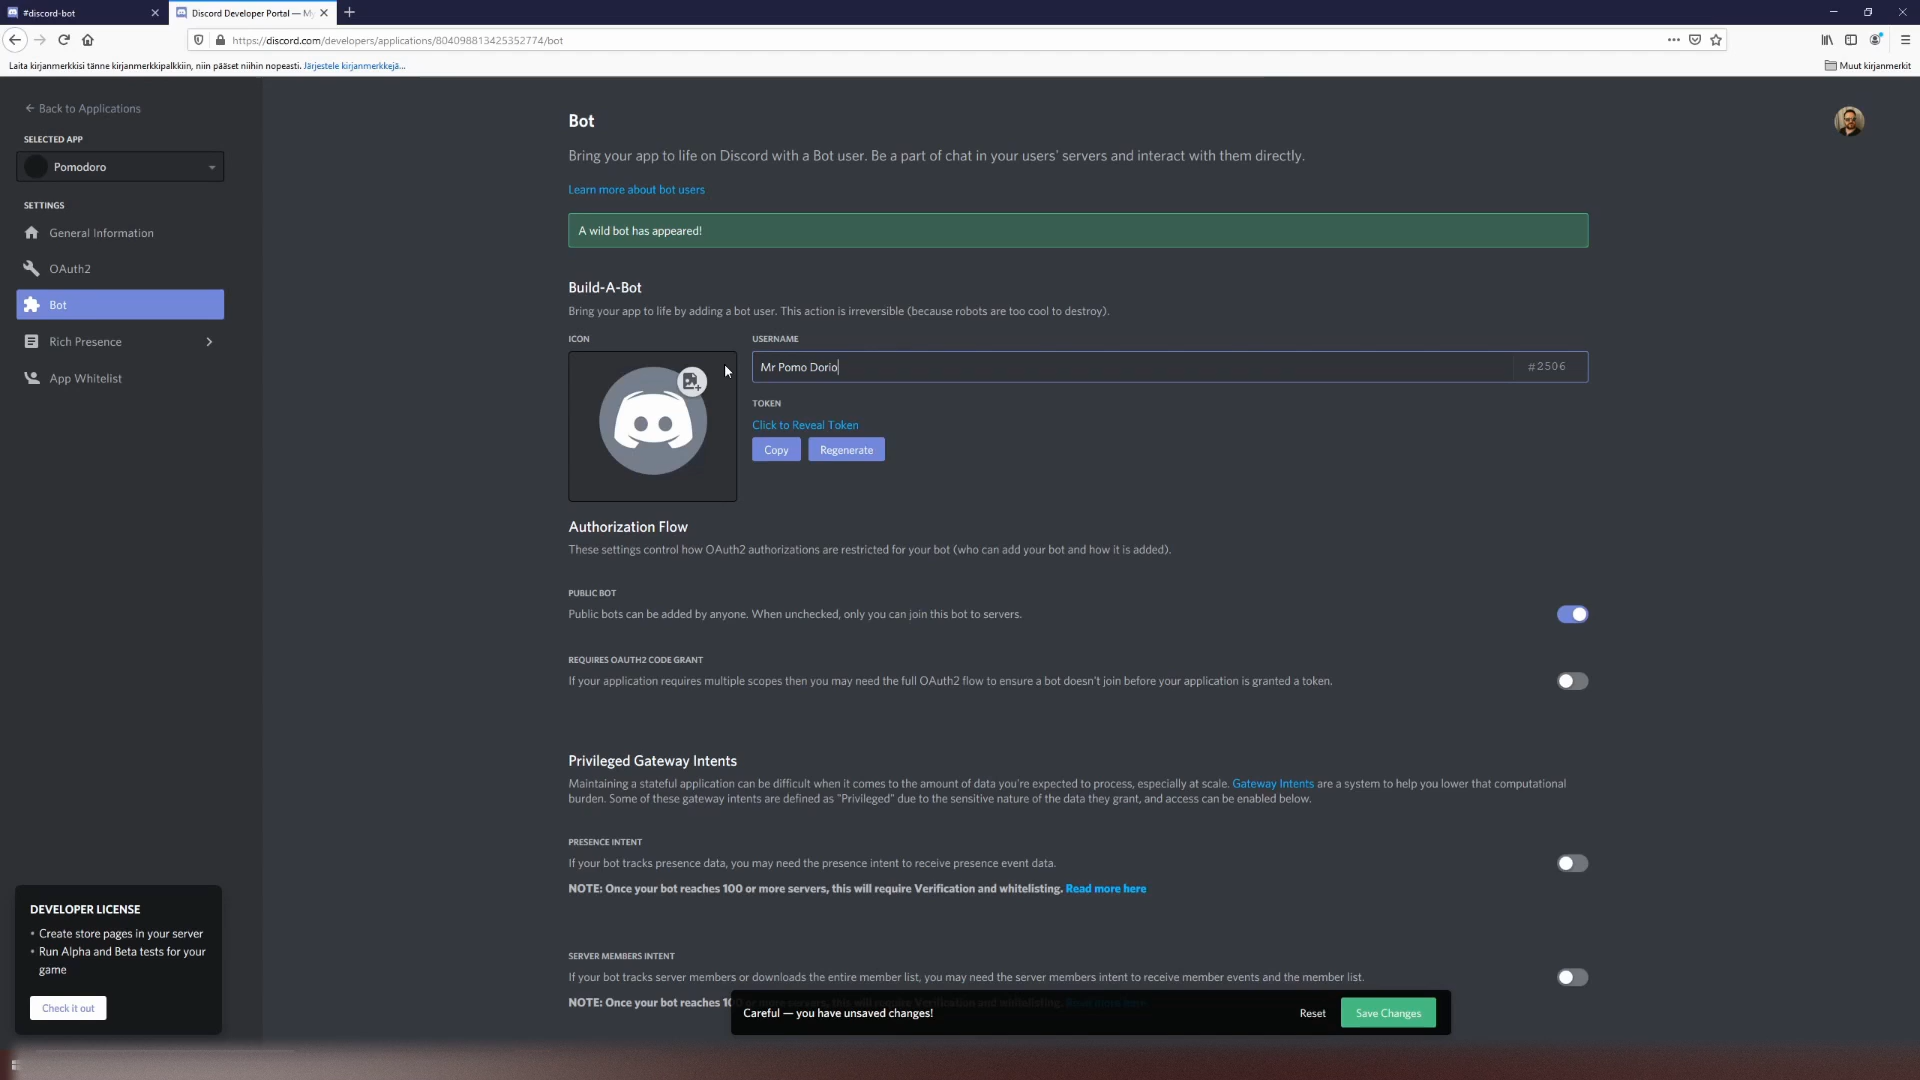 #discord-bot
Discord Developer Portal — My
https://discord.com/developers/applications/804098813425352774/bot
Laita kirjanmerkkisi tänne kirjanmerkkipalkkiin, niin pääset niihin nopeasti. Järjestele kirjanmerkkejä...
Muut kirjanmerkit
Back to Applications
SELECTED APP
Pomodoro
SETTINGS
General Information
OAuth2
Bot
Rich Presence
App Whitelist
DEVELOPER LICENSE
• Create store pages in your server
• Run Alpha and Beta tests for your
game
Check it out
Bot
Bring your app to life on Discord with a Bot user. Be a part of chat in your users' servers and interact with them directly.
Learn more about bot users
A wild bot has appeared!
Build-A-Bot
Bring your app to life by adding a bot user. This action is irreversible (because robots are too cool to destroy).
ICON
USERNAME
Mr Pomo Dorio
#2506
TOKEN
Click to Reveal Token
Copy
Regenerate
Authorization Flow
These settings control how OAuth2 authorizations are restricted for your bot (who can add your bot and how it is added).
PUBLIC BOT
Public bots can be added by anyone. When unchecked, only you can join this bot to servers.
REQUIRES OAUTH2 CODE GRANT
If your application requires multiple scopes then you may need the full OAuth2 flow to ensure a bot doesn't join before your application is granted a token.
Privileged Gateway Intents
Maintaining a stateful application can be difficult when it comes to the amount of data you're expected to process, especially at scale. Gateway Intents are a system to help you lower that computational
burden. Some of these gateway intents are defined as "Privileged" due to the sensitive nature of the data they grant, and access can be enabled below.
PRESENCE INTENT
If your bot tracks presence data, you may need the presence intent to receive presence event data.
NOTE: Once your bot reaches 100 or more servers, this will require Verification and whitelisting. Read more here
SERVER MEMBERS INTENT
If your bot tracks server members or downloads the entire member list, you may need the server members intent to receive member events and the member list.
NOTE: Once your bot reaches 100 or more servers, this will require Verification and whitelisting. Read more here
Careful — you have unsaved changes!
Reset
Save Changes